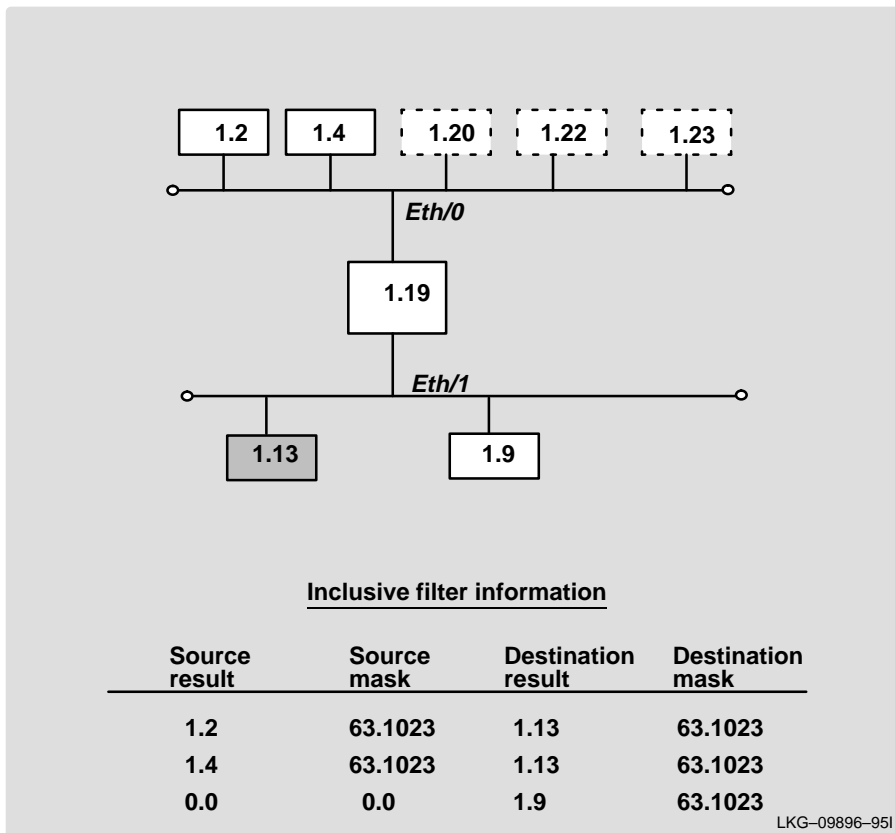 1.2 1.4 1.20 1.22 1.23
Eth/0
1.19
Eth/1
1.13 1.9
Inclusive filter information
Source result Source mask Destination result Destination mask
1.2 63.1023 1.13 63.1023
1.4 63.1023 1.13 63.1023
0.0 0.0 1.9 63.1023
LKG–09896–95I